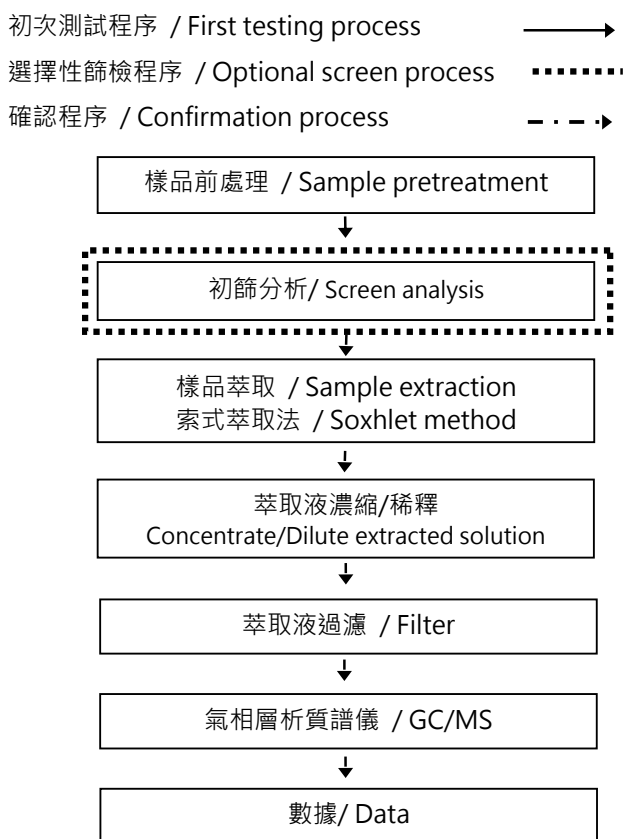 初次測試程序 / First testing process
選擇性篩檢程序 / Optional screen process
確認程序 / Confirmation process
樣品前處理 / Sample pretreatment
初篩分析/ Screen analysis
樣品萃取 / Sample extraction
索式萃取法 / Soxhlet method
萃取液濃縮/稀釋
Concentrate/Dilute extracted solution
萃取液過濾 / Filter
氣相層析質譜儀 / GC/MS
數據/ Data